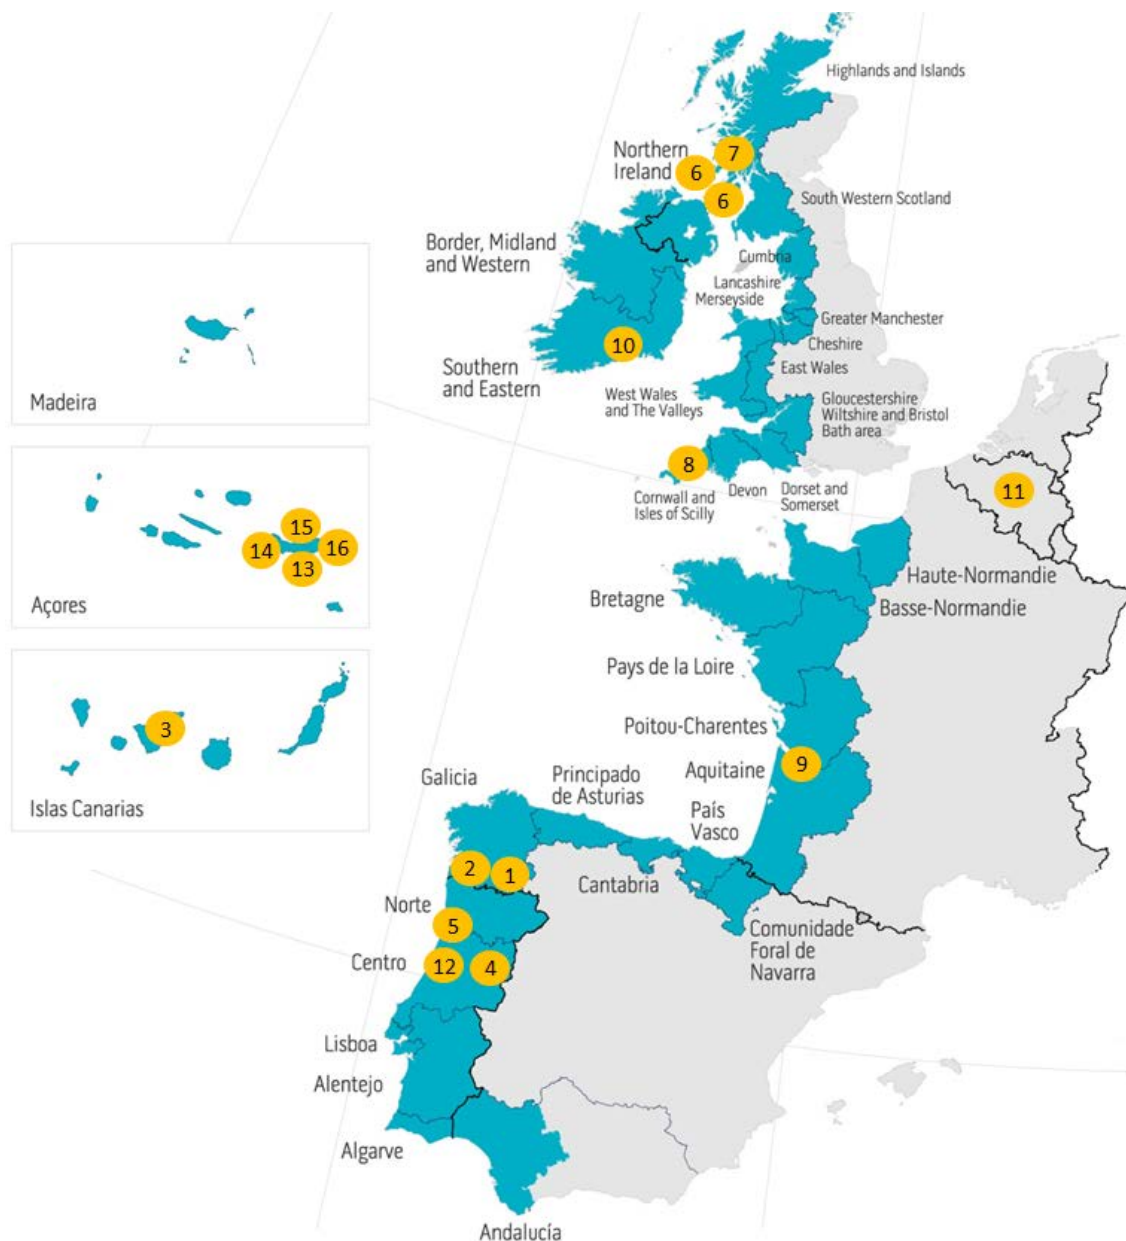 Highlands and Islands
Northern
Ireland
7
6
6
South Western Scotland
Border, Midland
and Western
Cumbria
Lancashire
Merseyside
Greater Manchester
10
Cheshire
Southern
and Eastern
East Wales
West Wales
and The Valleys
Gloucestershire
Wiltshire and Bristol
Bath area
8
Cornwall and
Isles of Scilly
Devon
Dorset and
Somerset
11
Madeira
15
14
16
13
Açores
3
Islas Canarias
Haute-Normandie
Basse-Normandie
Bretagne
Pays de la Loire
Poitou-Charentes
9
Aquitaine
Galicia
Principado
de Asturias
País
Vasco
2
1
Cantabria
Norte
5
Comunidade
Foral de
Navarra
Centro
12
4
Lisboa
Alentejo
Algarve
Andalucía